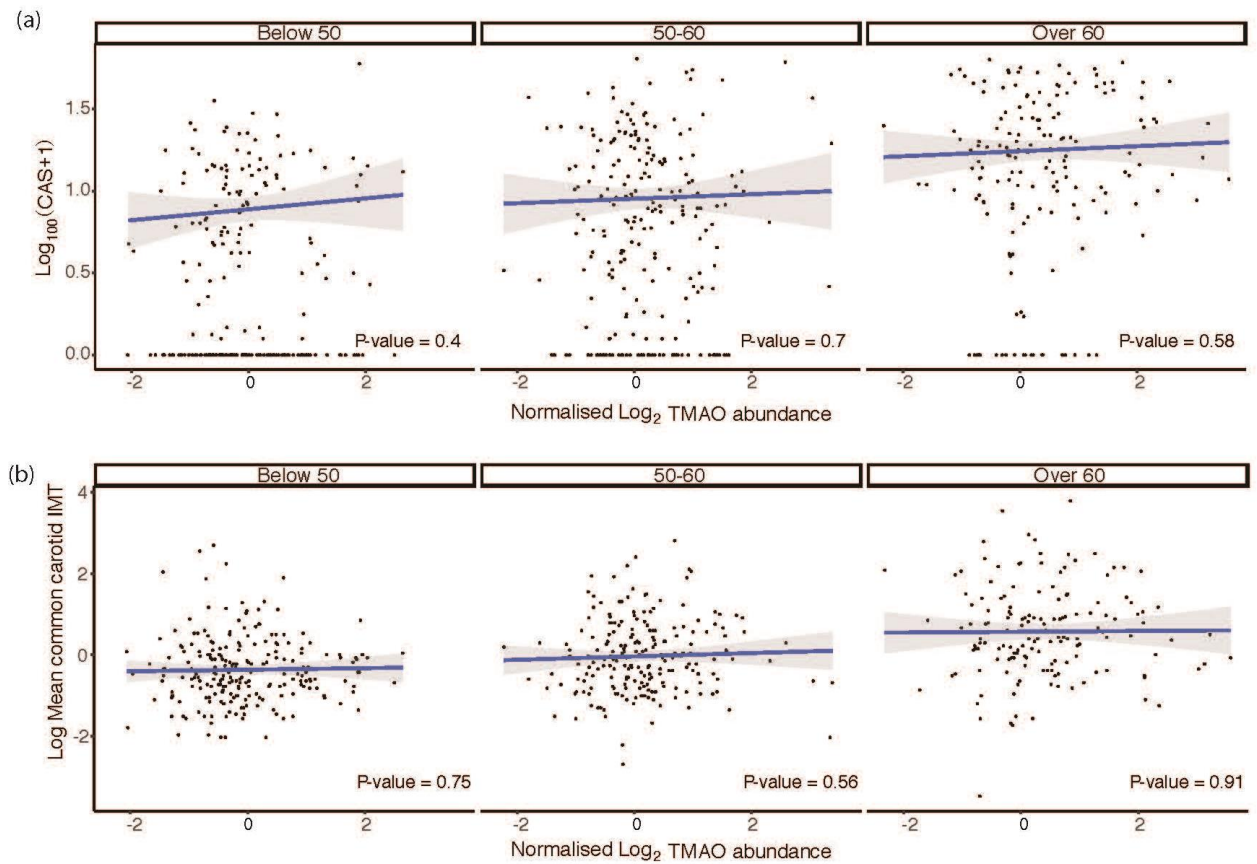 (a)
Below 50 50-60 Over 60
Log100(CAS+1)
1.5
1.0
0.5
0.0
P-value = 0.4 P-value = 0.7 P-value = 0.58
-2 0 2 -2 0 2 -2 0 2
Normalised Log2 TMAO abundance
(b)
Below 50 50-60 Over 60
Log Mean common carotid IMT
4
2
0
-2
P-value = 0.75 P-value = 0.56 P-value = 0.91
-2 0 2 -2 0 2 -2 0 2
Normalised Log2 TMAO abundance